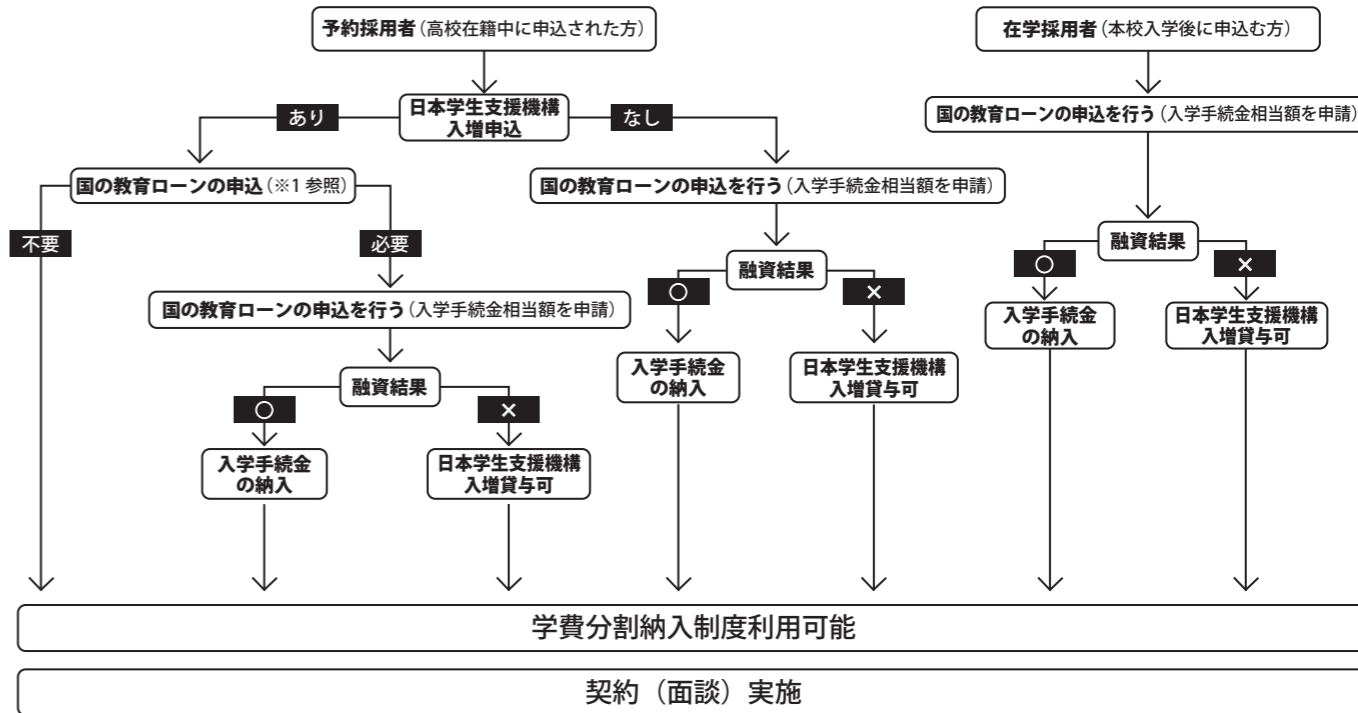 予約採用者（高校在籍中に申込された方）
在学採用者（本校入学後に申込む方）
日本学生支援機構
入増申込
あり
なし
国の教育ローンの申込を行う（入学手続金相当額を申請）
国の教育ローンの申込（※1 参照）
国の教育ローンの申込を行う（入学手続金相当額を申請）
不要
必要
融資結果
○
×
融資結果
○
×
国の教育ローンの申込を行う（入学手続金相当額を申請）
入学手続金
の納入
日本学生支援機構
入増貸与可
入学手続金
の納入
日本学生支援機構
入増貸与可
融資結果
○
×
入学手続金
の納入
日本学生支援機構
入増貸与可
学費分割納入制度利用可能
契約（面談）実施